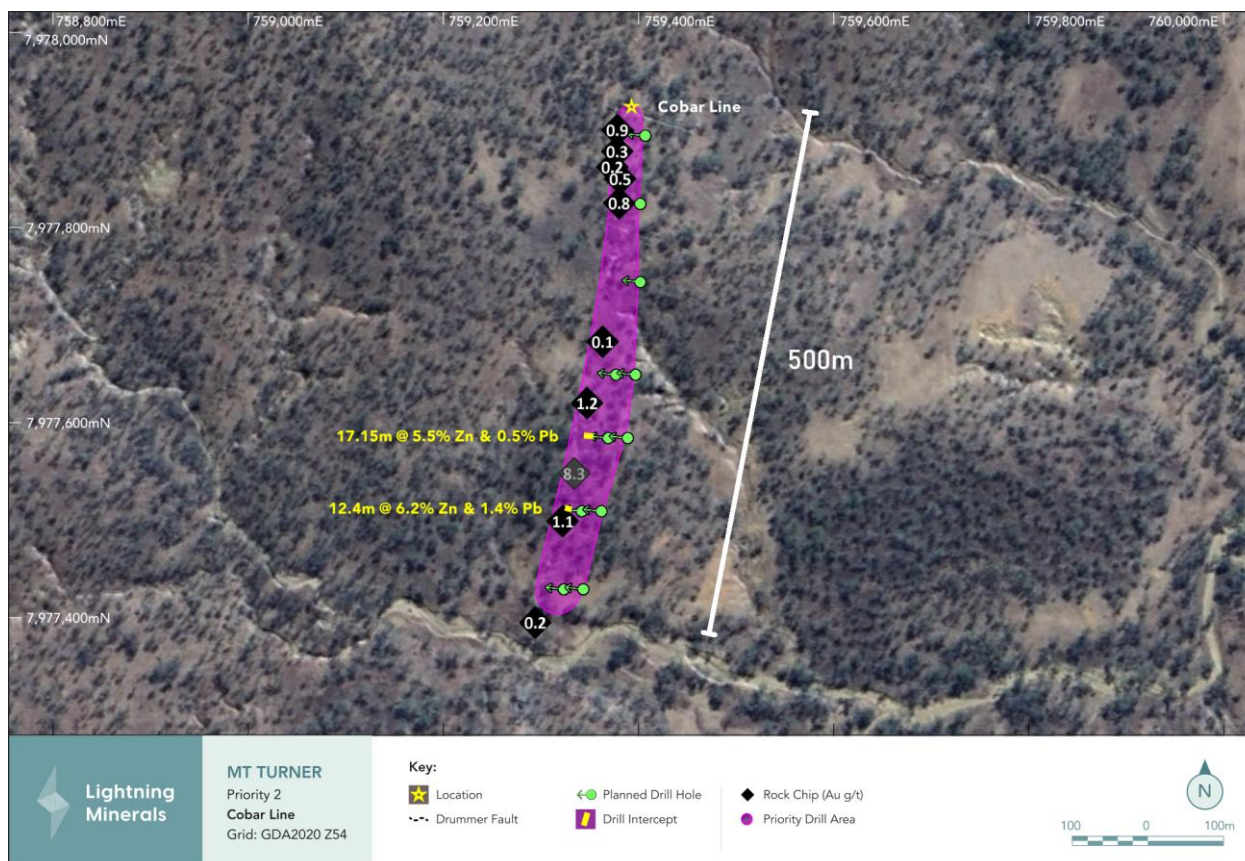 758,800mE
759,000mE
759,200mE
759,400mE
759,600mE
759,800mE
760,000mE
7,978,000mN
Cobar Line
0.9
0.3
0.2
0.5
0.8
7,977,800mN
0.1
500m
1.2
7,977,600mN
17.15m @ 5.5% Zn & 0.5% Pb
8.3
12.4m @ 6.2% Zn & 1.4% Pb
1.1
7,977,400mN
0.2
Lightning
Minerals
MT TURNER
Priority 2
Cobar Line
Grid: GDA2020 Z54
Key:
Location
Drummer Fault
Planned Drill Hole
Drill Intercept
Rock Chip (Au g/t)
Priority Drill Area
N
100 0 100m